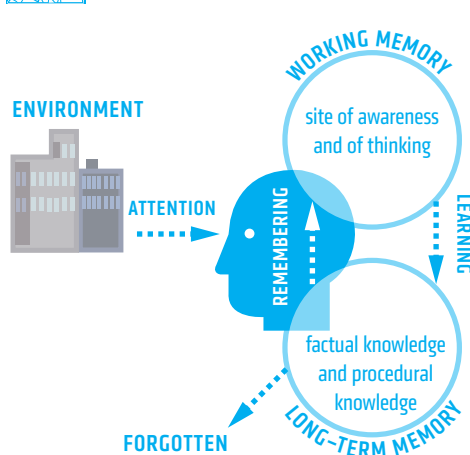 WORKING MEMORY
site of awareness
and of thinking
ENVIRONMENT
ATTENTION
REMEMBERING
LEARNING
factual knowledge
and procedural
knowledge
LONG-TERM MEMORY
FORGOTTEN